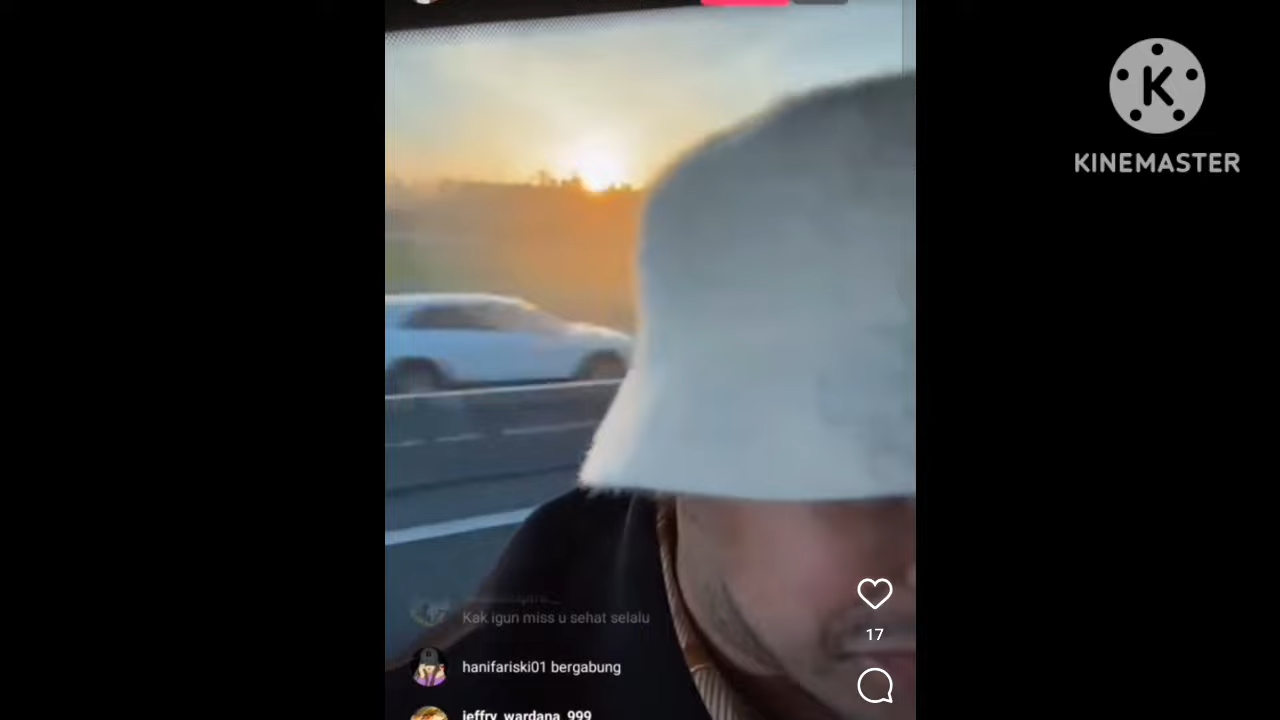 K
KINEMASTER
Kak igun miss u sehat selalu
17
hanifariski01 bergabung
jeffry_wardana_999